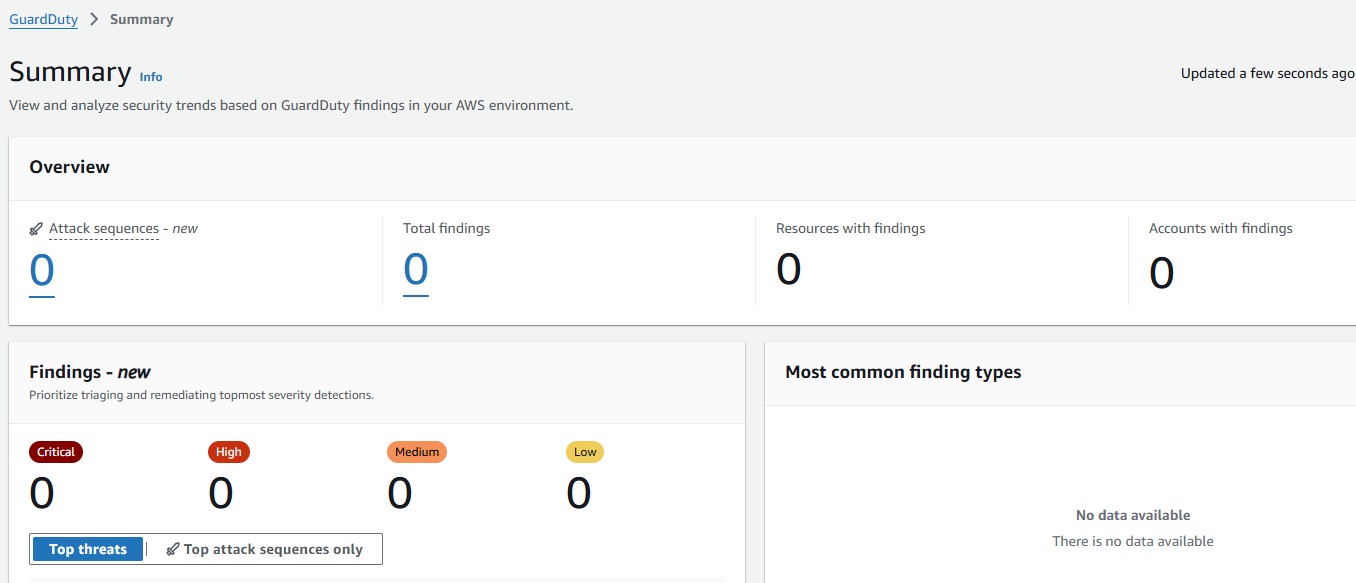 GuardDuty > Summary
Summary Info
Updated a few seconds ago
View and analyze security trends based on GuardDuty findings in your AWS environment.
Overview
Attack sequences - new
0
Total findings
0
Resources with findings
0
Accounts with findings
0
Findings - new
Prioritize triaging and remediating topmost severity detections.
Critical
0
High
0
Medium
0
Low
0
Top threats
Top attack sequences only
Most common finding types
No data available
There is no data available